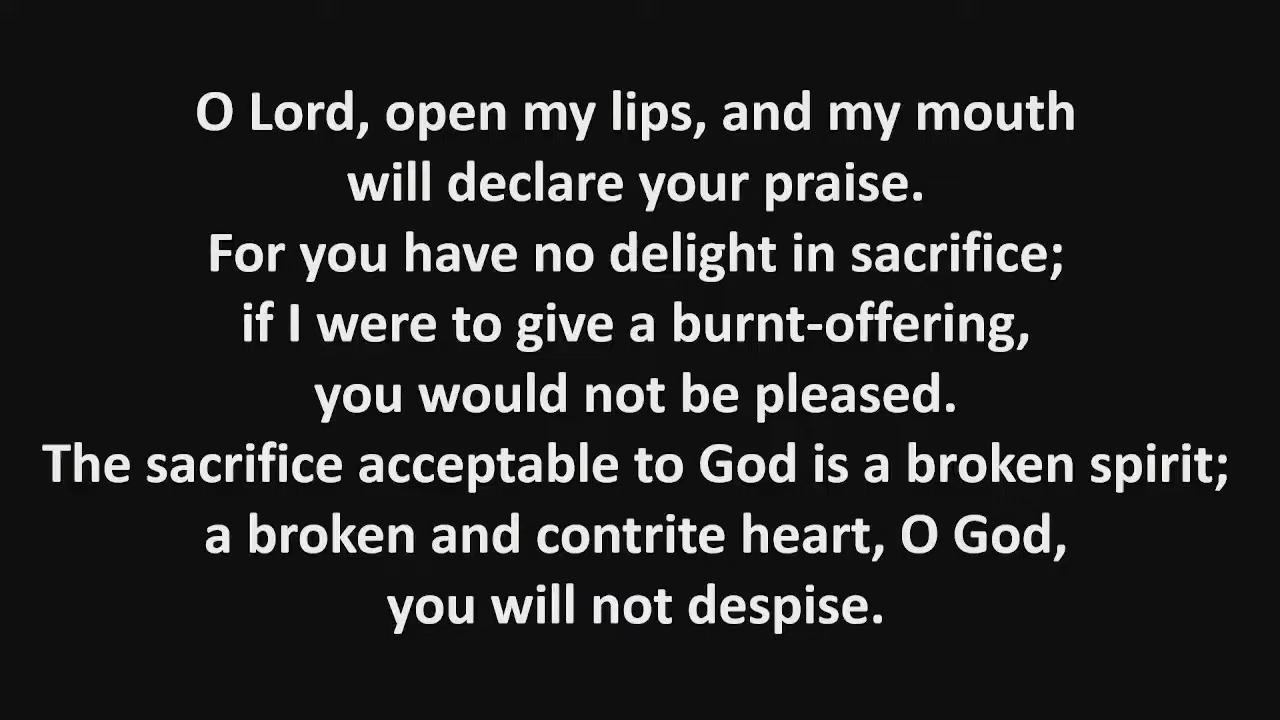 O Lord, open my lips, and my mouth
will declare your praise.
For you have no delight in sacrifice;
if I were to give a burnt-offering,
you would not be pleased.
The sacrifice acceptable to God is a broken spirit;
a broken and contrite heart, O God,
you will not despise.